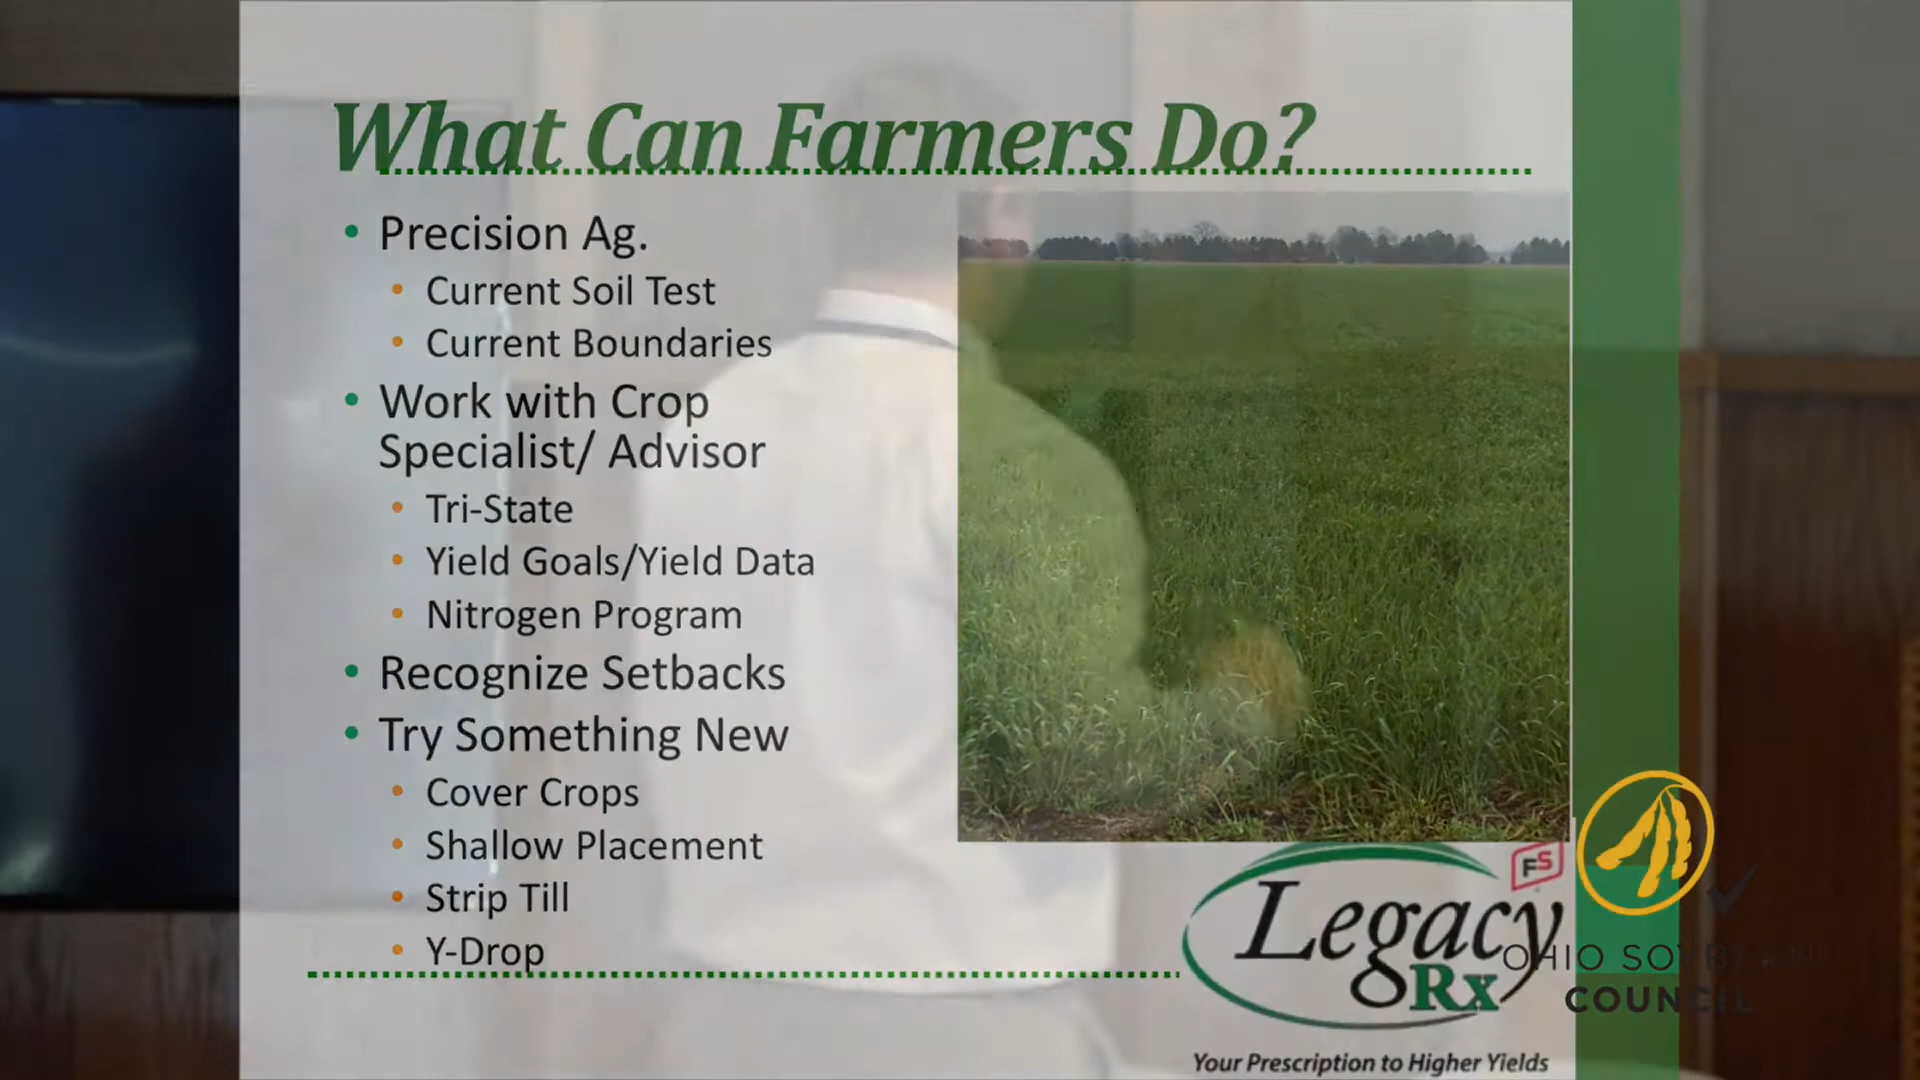 What Can Farmers Do?
• Precision Ag.
• Current Soil Test
• Current Boundaries
• Work with Crop
Specialist/ Advisor
• Tri-State
• Yield Goals/Yield Data
• Nitrogen Program
• Recognize Setbacks
• Try Something New
• Cover Crops
• Shallow Placement
• Strip Till
• Y-Drop
FS
Legacy
Rx
Your Prescription to Higher Yields
OHIO SOYBEAN
COUNCIL